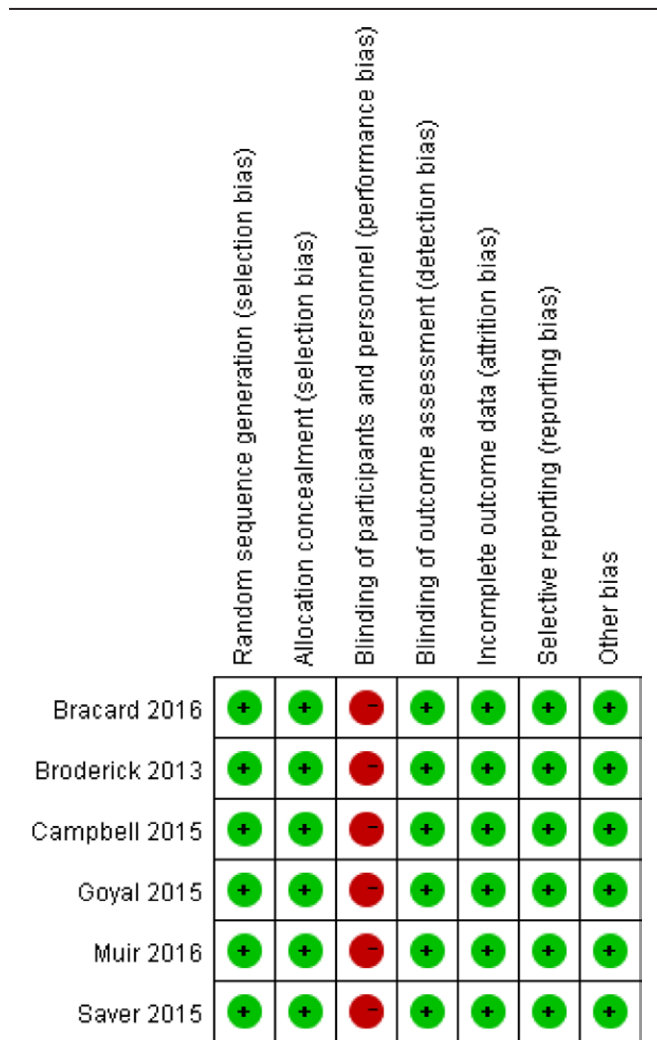 Random sequence generation (selection bias)
Allocation concealment (selection bias)
Blinding of participants and personnel (performance bias)
Blinding of outcome assessment (detection bias)
Incomplete outcome data (attrition bias)
Selective reporting (reporting bias)
Other bias
Bracard 2016 + + - + + + +
Broderick 2013 + + - + + + +
Campbell 2015 + + - + + + +
Goyal 2015 + + - + + + +
Muir 2016 + + - + + + +
Saver 2015 + + - + + + +